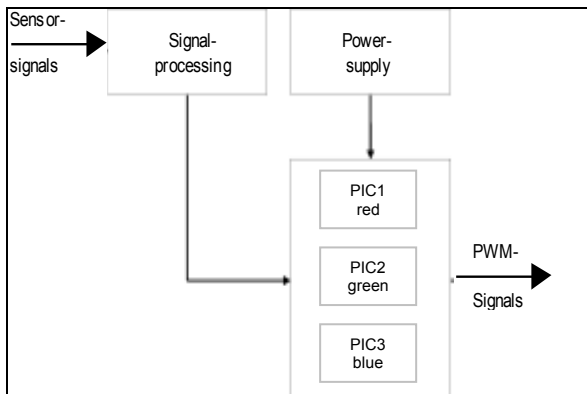 Sensor-
signals
Signal-
processing
Power-
supply
PIC1
red
PIC2
green
PIC3
blue
PWM-
Signals